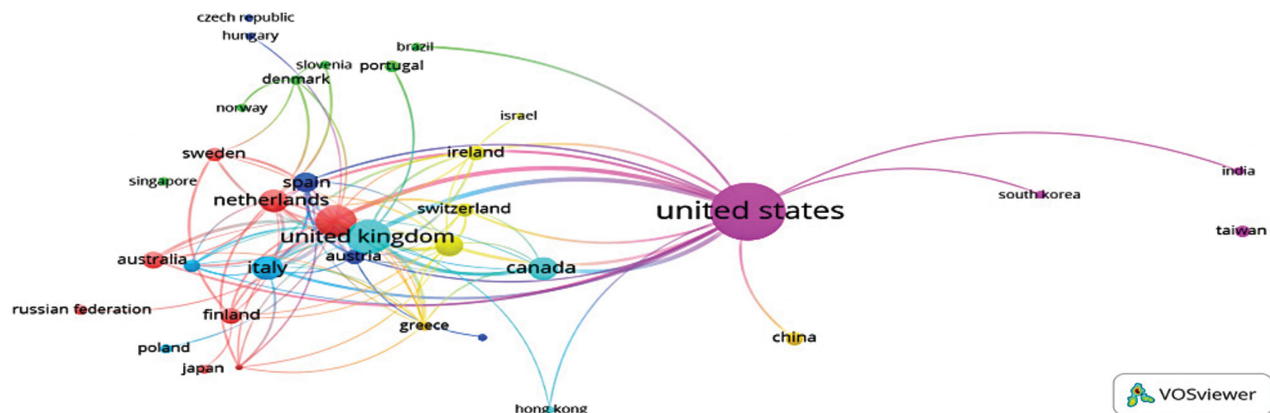 czech republic
hungary
brazil
slovenia
portugal
denmark
norway
israel
sweden
ireland
singapore
spain
india
netherlands
south korea
switzerland
united states
taiwan
united kingdom
austria
australia
italy
canada
russian federation
finland
greece
china
poland
japan
hong kong
VOSviewer